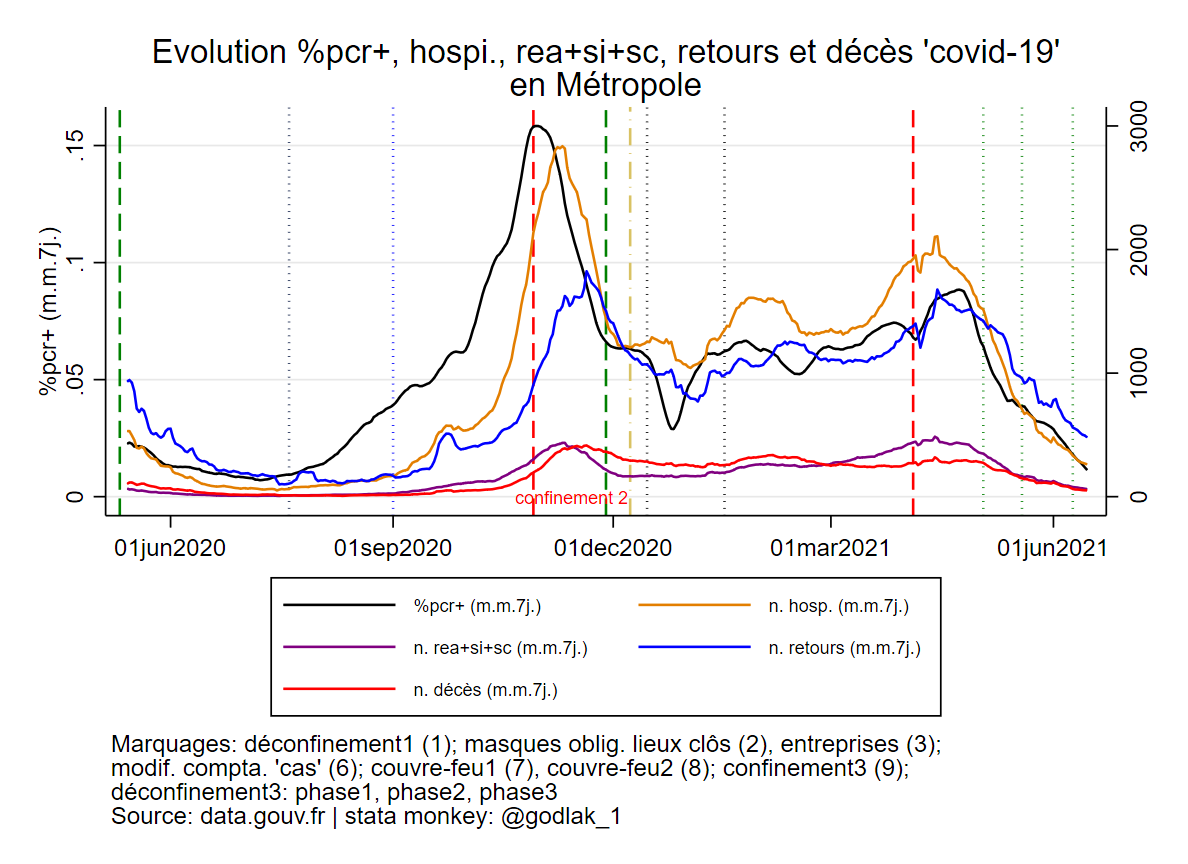 Evolution %pcr+, hospi., rea+si+sc, retours et décès 'covid-19'
en Métropole
%pcr+ (m.m.7j.)
.15
.1
.05
0
3000
2000
1000
0
confinement 2
01jun2020
01sep2020
01dec2020
01mar2021
01jun2021
%pcr+ (m.m.7j.)
n. hosp. (m.m.7j.)
n. rea+si+sc (m.m.7j.)
n. retours (m.m.7j.)
n. décès (m.m.7j.)
Marquages: déconfinement1 (1); masques oblig. lieux clôs (2), entreprises (3);
modif. compta. 'cas' (6); couvre-feu1 (7), couvre-feu2 (8); confinement3 (9);
déconfinement3: phase1, phase2, phase3
Source: data.gouv.fr | stata monkey: @godlak_1